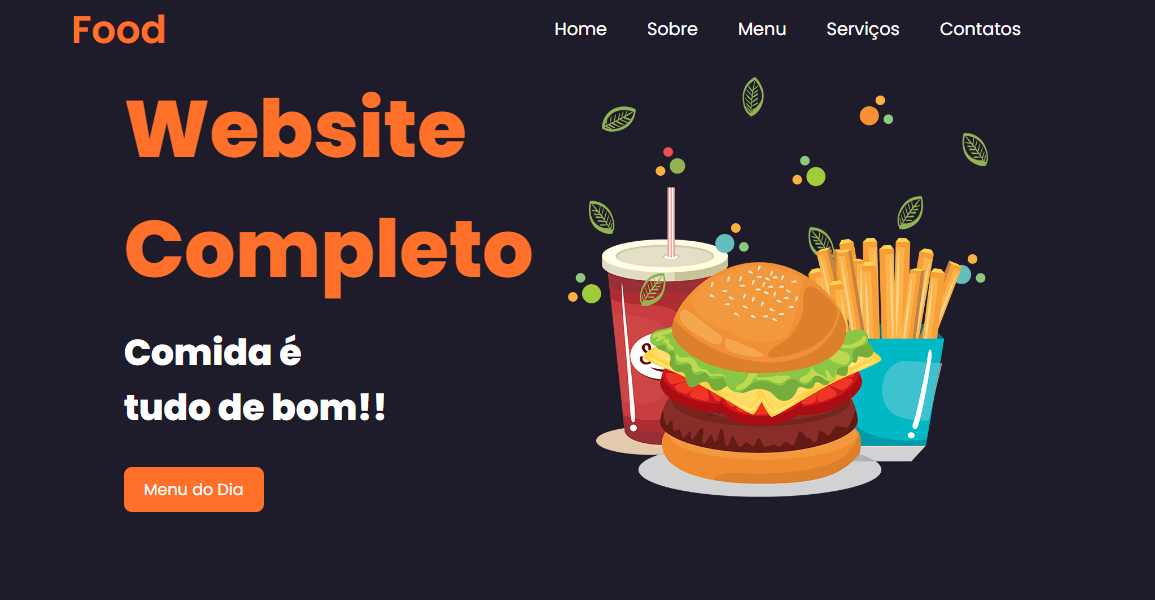 Food
Home Sobre Menu Serviços Contatos
Website
Completo
Comida é
tudo de bom!!
Menu do Dia